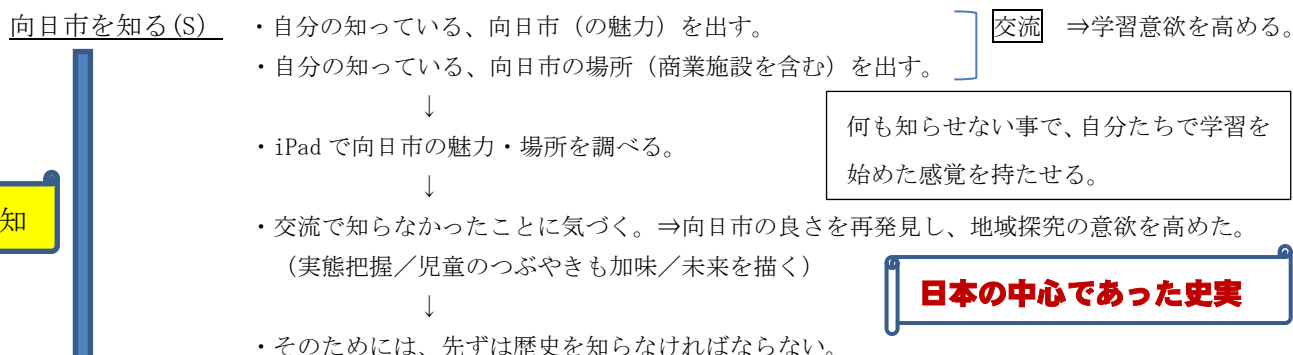 向日市を知る(S)　・自分の知っている、向日市（の魅力）を出す。　交流　⇒学習意欲を高める。
・自分の知っている、向日市の場所（商業施設を含む）を出す。
↓
何も知らせない事で、自分たちで学習を
・iPadで向日市の魅力・場所を調べる。
始めた感覚を持たせる。
↓
知
・交流で知らなかったことに気づく。⇒向日市の良さを再発見し、地域探究の意欲を高めた。
（実態把握／児童のつぶやきも加味／未来を描く）
日本の中心であった史実
↓
・そのためには、先ずは歴史を知らなければならない。